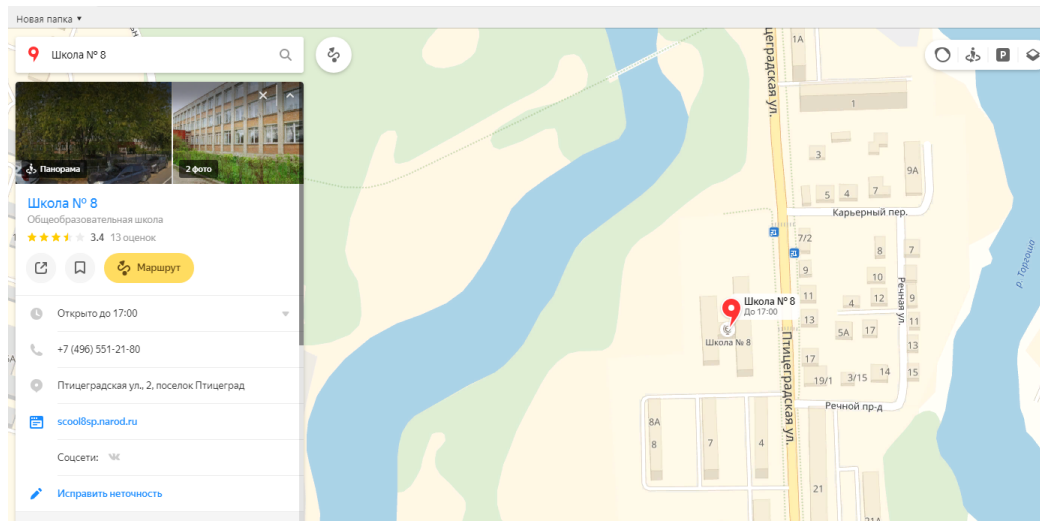 Новая папка
Школа № 8
Панорама
2 фото
Школа № 8
Общеобразовательная школа
3.4 13 оценок
Маршрут
Открыто до 17:00
+7 (496) 551-21-80
Птицеградская ул., 2, поселок Птицеград
scool8sp.narod.ru
Соцсети:
Исправить неточность
цеградская ул.
1А
P
1
3
9А
5 4 7
Карьерный пер.
7/2
8 7
9
10
Речная ул.
р. Торгоша
Школа № 8
До 17:00
11
4 12 9
13
5А 17
11
Школа № 8
13
17
19/1 3/15 14 15
Птицеградская ул.
Речной пр-д
8А
8 7 4
21
21А